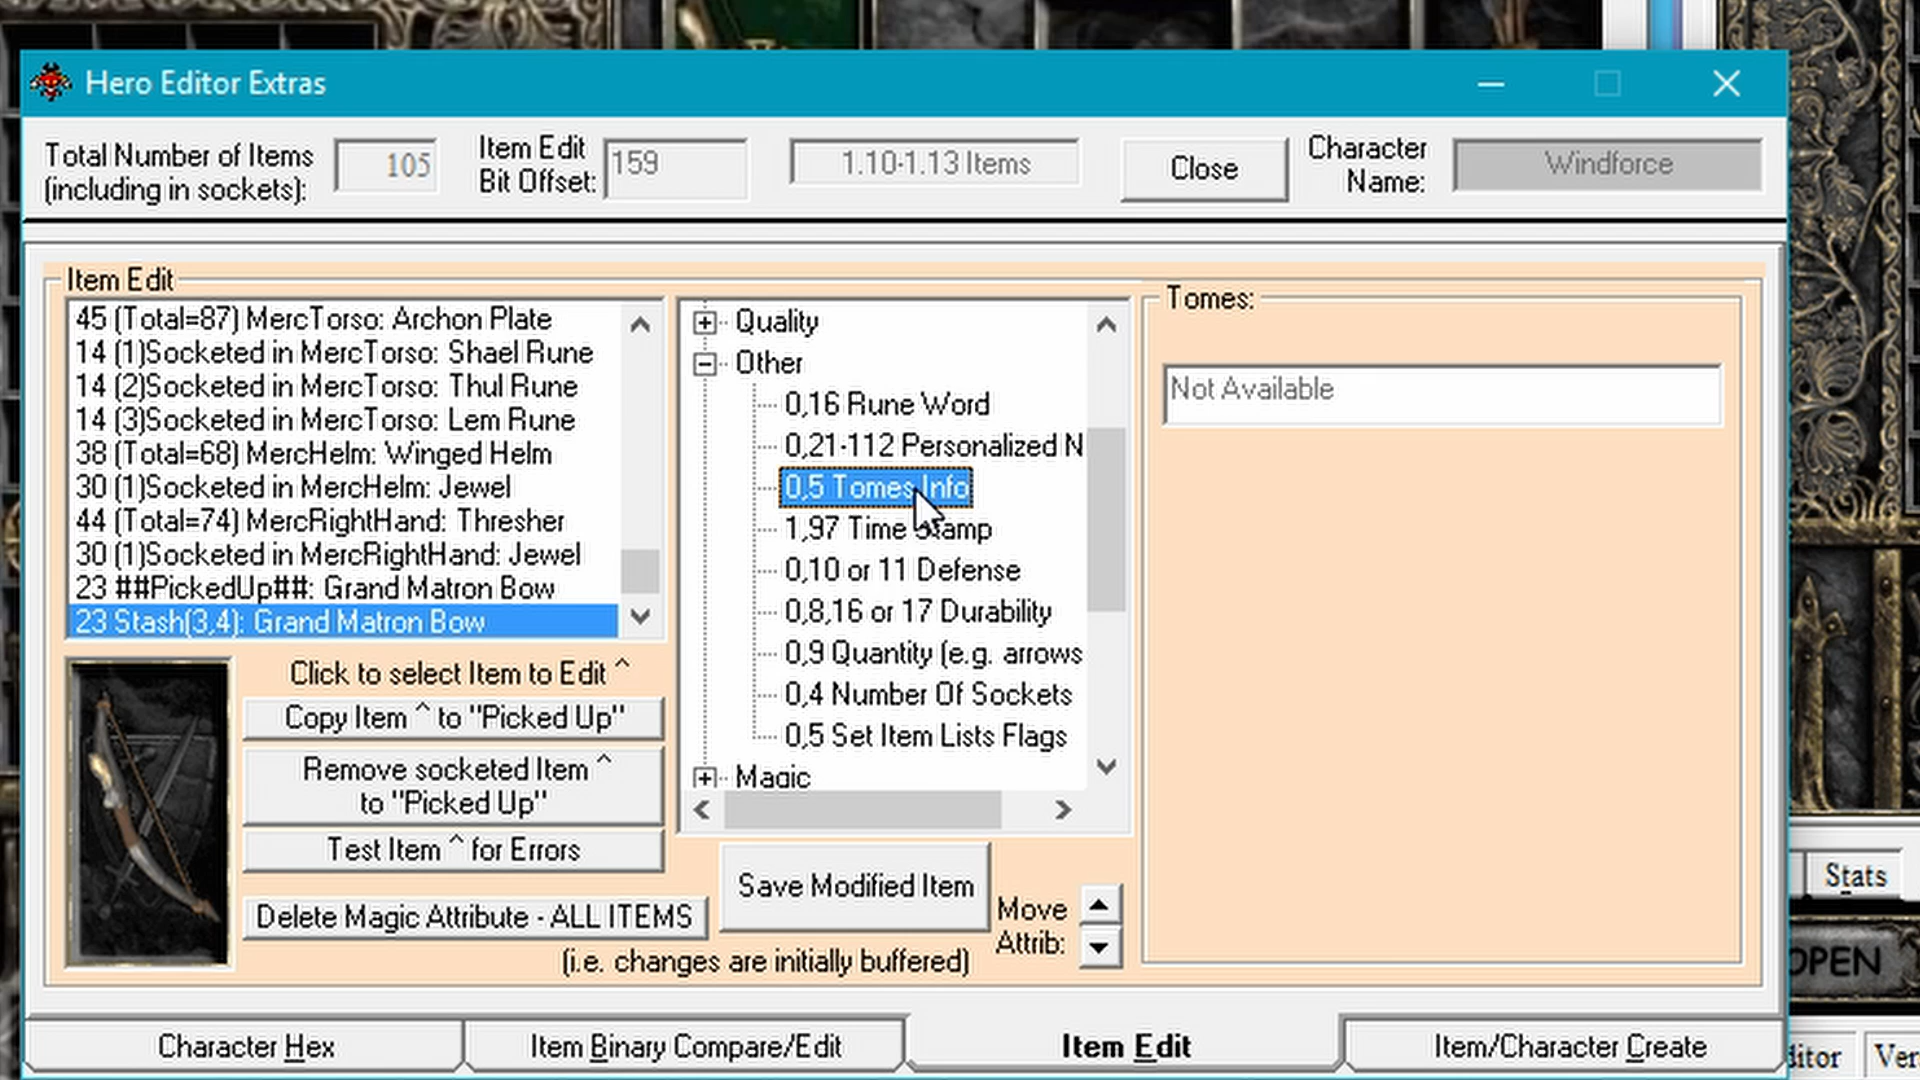 Hero Editor Extras
Total Number of Items
(including in sockets):
105
Item Edit
Bit Offset:
159
1.10-1.13 Items
Close
Character
Name:
Windforce
Item Edit
45 (Total=87) MercTorso: Archon Plate
14 (1)Socketed in MercTorso: Shael Rune
14 (2)Socketed in MercTorso: Thul Rune
14 (3)Socketed in MercTorso: Lem Rune
38 (Total=68) MercHelm: Winged Helm
30 (1)Socketed in MercHelm: Jewel
44 (Total=74) MercRightHand: Thresher
30 (1)Socketed in MercRightHand: Jewel
23 ##PickedUp##: Grand Matron Bow
23 Stash(3,4): Grand Matron Bow
Click to select Item to Edit ^
Copy Item ^ to "Picked Up"
Remove socketed Item ^
to "Picked Up"
Test Item ^ for Errors
Delete Magic Attribute - ALL ITEMS
Quality
Other
0,16 Rune Word
0,21-112 Personalized N
0,5 Tomes Info
1,97 Time Stamp
0,10 or 11 Defense
0,8,16 or 17 Durability
0,9 Quantity (e.g. arrows
0,4 Number Of Sockets
0,5 Set Item Lists Flags
Magic
Save Modified Item
Move
Attrib:
(i.e. changes are initially buffered)
Tomes:
Not Available
Character Hex
Item Binary Compare/Edit
Item Edit
Item/Character Create
Stats
OPEN
ditor
Ver